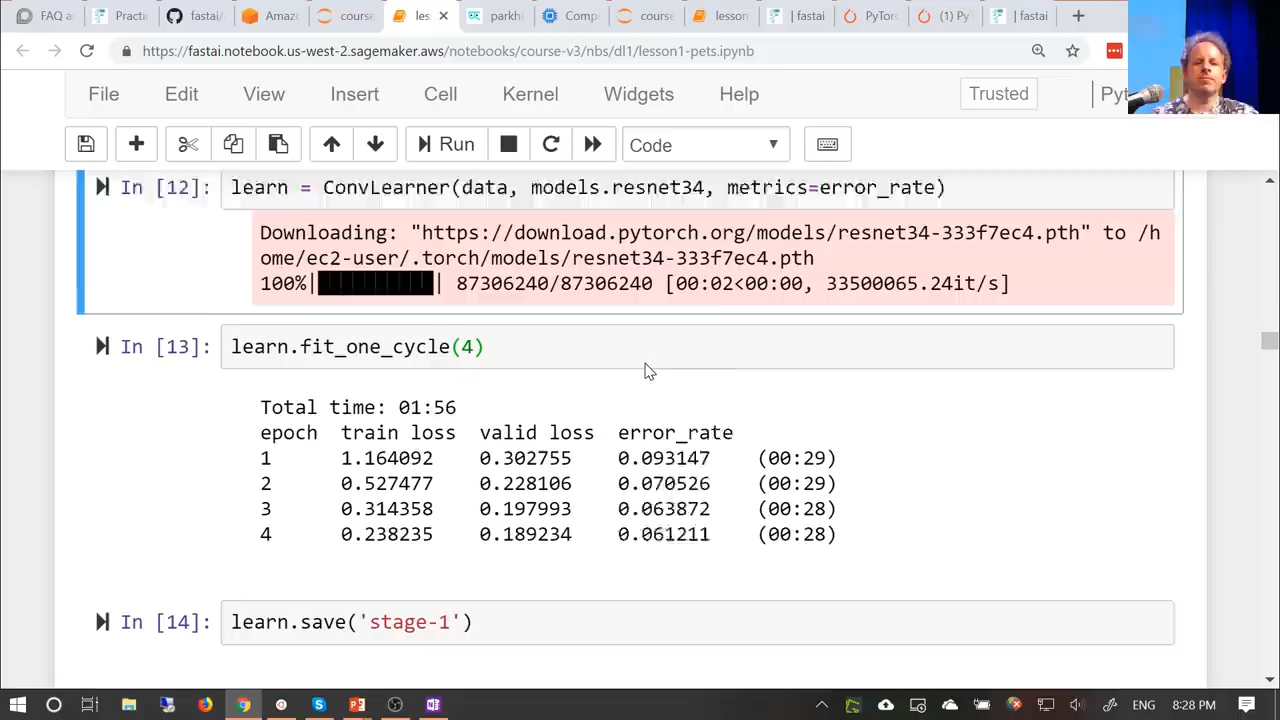 FAQ an
Practic
fastai/
Amaz
course
les
parkh
Compu
course
lesson
| fastai
PyTo
(1) Py
| fastai
https://fastai.notebook.us-west-2.sagemaker.aws/notebooks/course-v3/nbs/dl1/lesson1-pets.ipynb
File Edit View Insert Cell Kernel Widgets Help Trusted Pyt
Run Code
In [12]: learn = ConvLearner(data, models.resnet34, metrics=error_rate)
Downloading: "https://download.pytorch.org/models/resnet34-333f7ec4.pth" to /h
ome/ec2-user/.torch/models/resnet34-333f7ec4.pth
100%|██████████| 87306240/87306240 [00:02<00:00, 33500065.24it/s]
In [13]: learn.fit_one_cycle(4)
Total time: 01:56
epoch train loss valid loss error_rate
1 1.164092 0.302755 0.093147 (00:29)
2 0.527477 0.228106 0.070526 (00:29)
3 0.314358 0.197993 0.063872 (00:28)
4 0.238235 0.189234 0.061211 (00:28)
In [14]: learn.save('stage-1')
ENG 8:28 PM